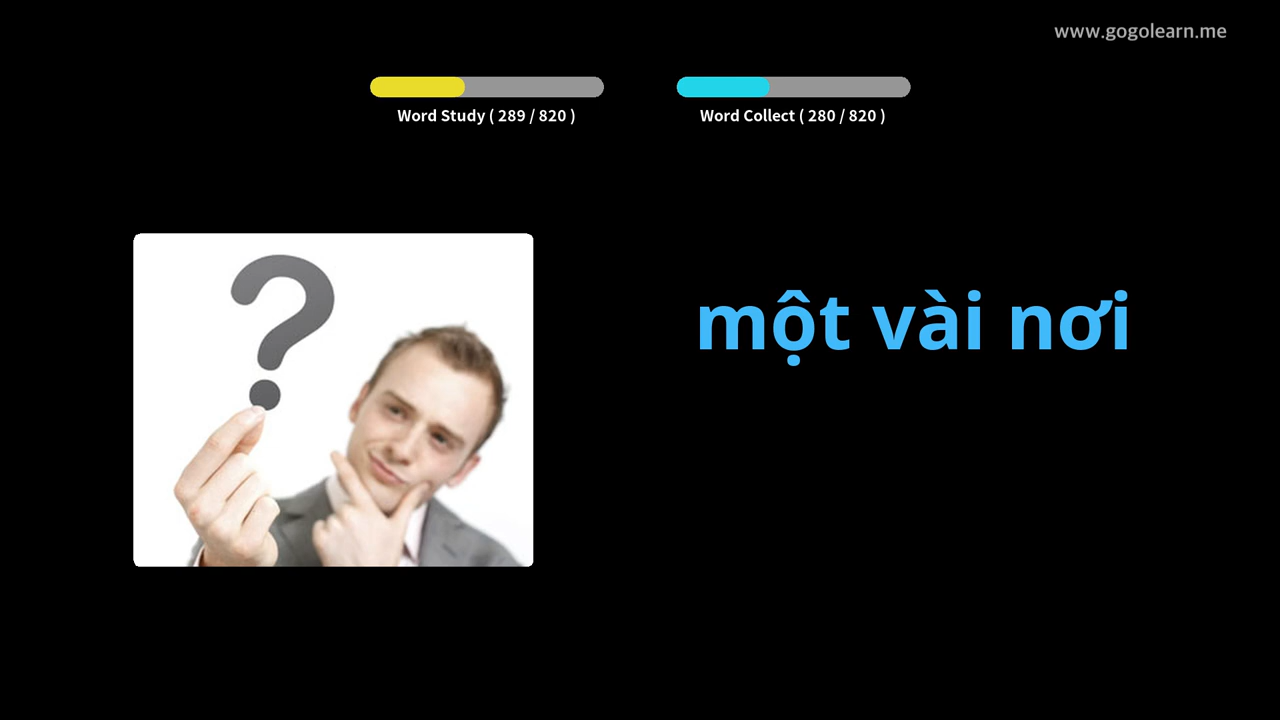 www.gogolearn.me
Word Study ( 289 / 820 )
Word Collect ( 280 / 820 )
?
một vài nơi